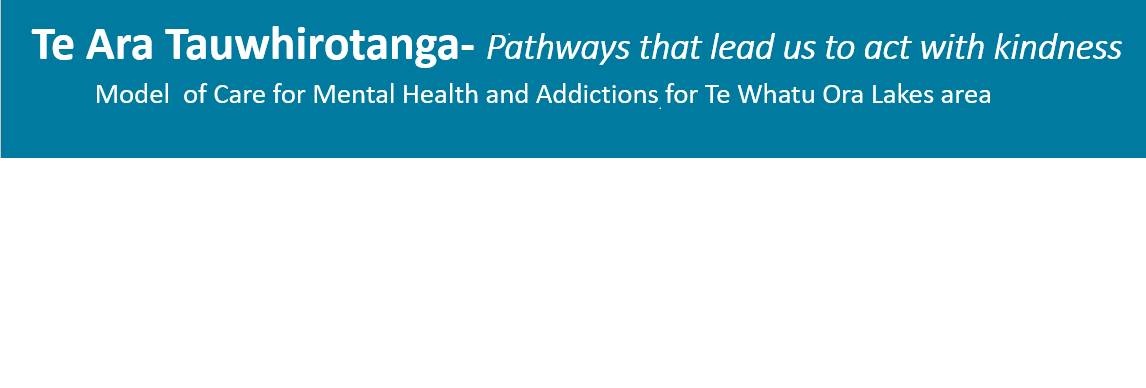 Te Ara Tauwhirotanga- Pathways that lead us to act with kindness
Model of Care for Mental Health and Addictions for Te Whatu Ora Lakes area